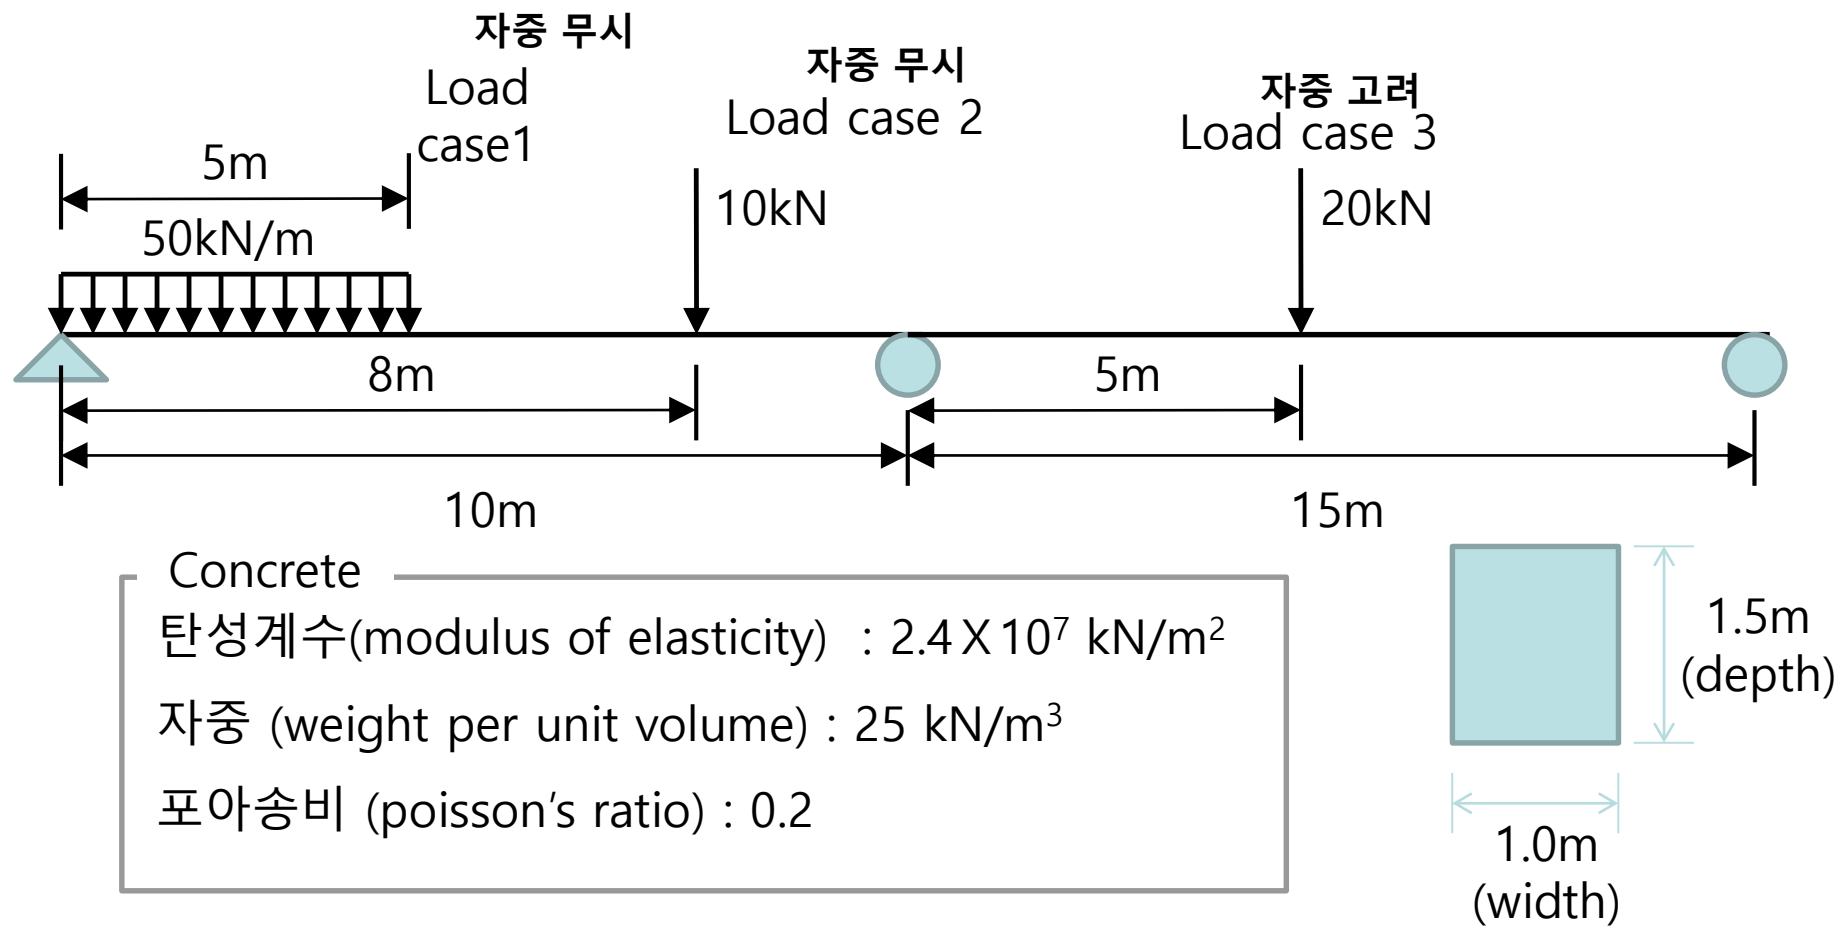 자중 무시
Load
case1
자중 무시
Load case 2
자중 고려
Load case 3
5m
50kN/m
10kN
20kN
8m
5m
10m
15m
Concrete
탄성계수(modulus of elasticity) : 2.4X10⁷ kN/m²
자중 (weight per unit volume) : 25 kN/m³
포아송비 (poisson’s ratio) : 0.2
1.5m
(depth)
1.0m
(width)